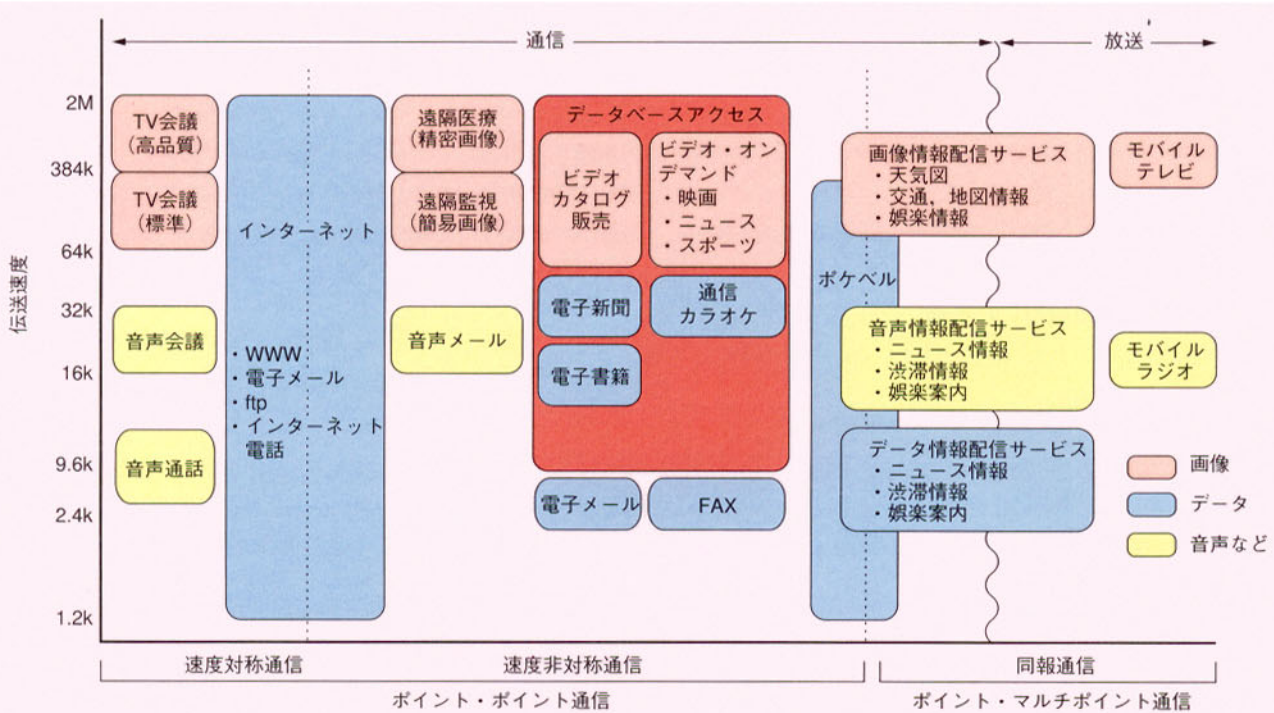 通信
放送
伝送速度
2M
384k
64k
32k
16k
9.6k
2.4k
1.2k
TV会議
(高品質)
TV会議
(標準)
音声会議
音声通話
インターネット
・WWW
・電子メール
・ftp
・インターネット
電話
遠隔医療
(精密画像)
遠隔監視
(簡易画像)
音声メール
データベースアクセス
ビデオ
カタログ
販売
ビデオ・オン
デマンド
・映画
・ニュース
・スポーツ
電子新聞
通信
カラオケ
電子書籍
電子メール
FAX
ポケベル
画像情報配信サービス
・天気図
・交通,地図情報
・娯楽情報
音声情報配信サービス
・ニュース情報
・渋滞情報
・娯楽案内
データ情報配信サービス
・ニュース情報
・渋滞情報
・娯楽案内
モバイル
テレビ
モバイル
ラジオ
画像
データ
音声など
速度対称通信
速度非対称通信
同報通信
ポイント・ポイント通信
ポイント・マルチポイント通信